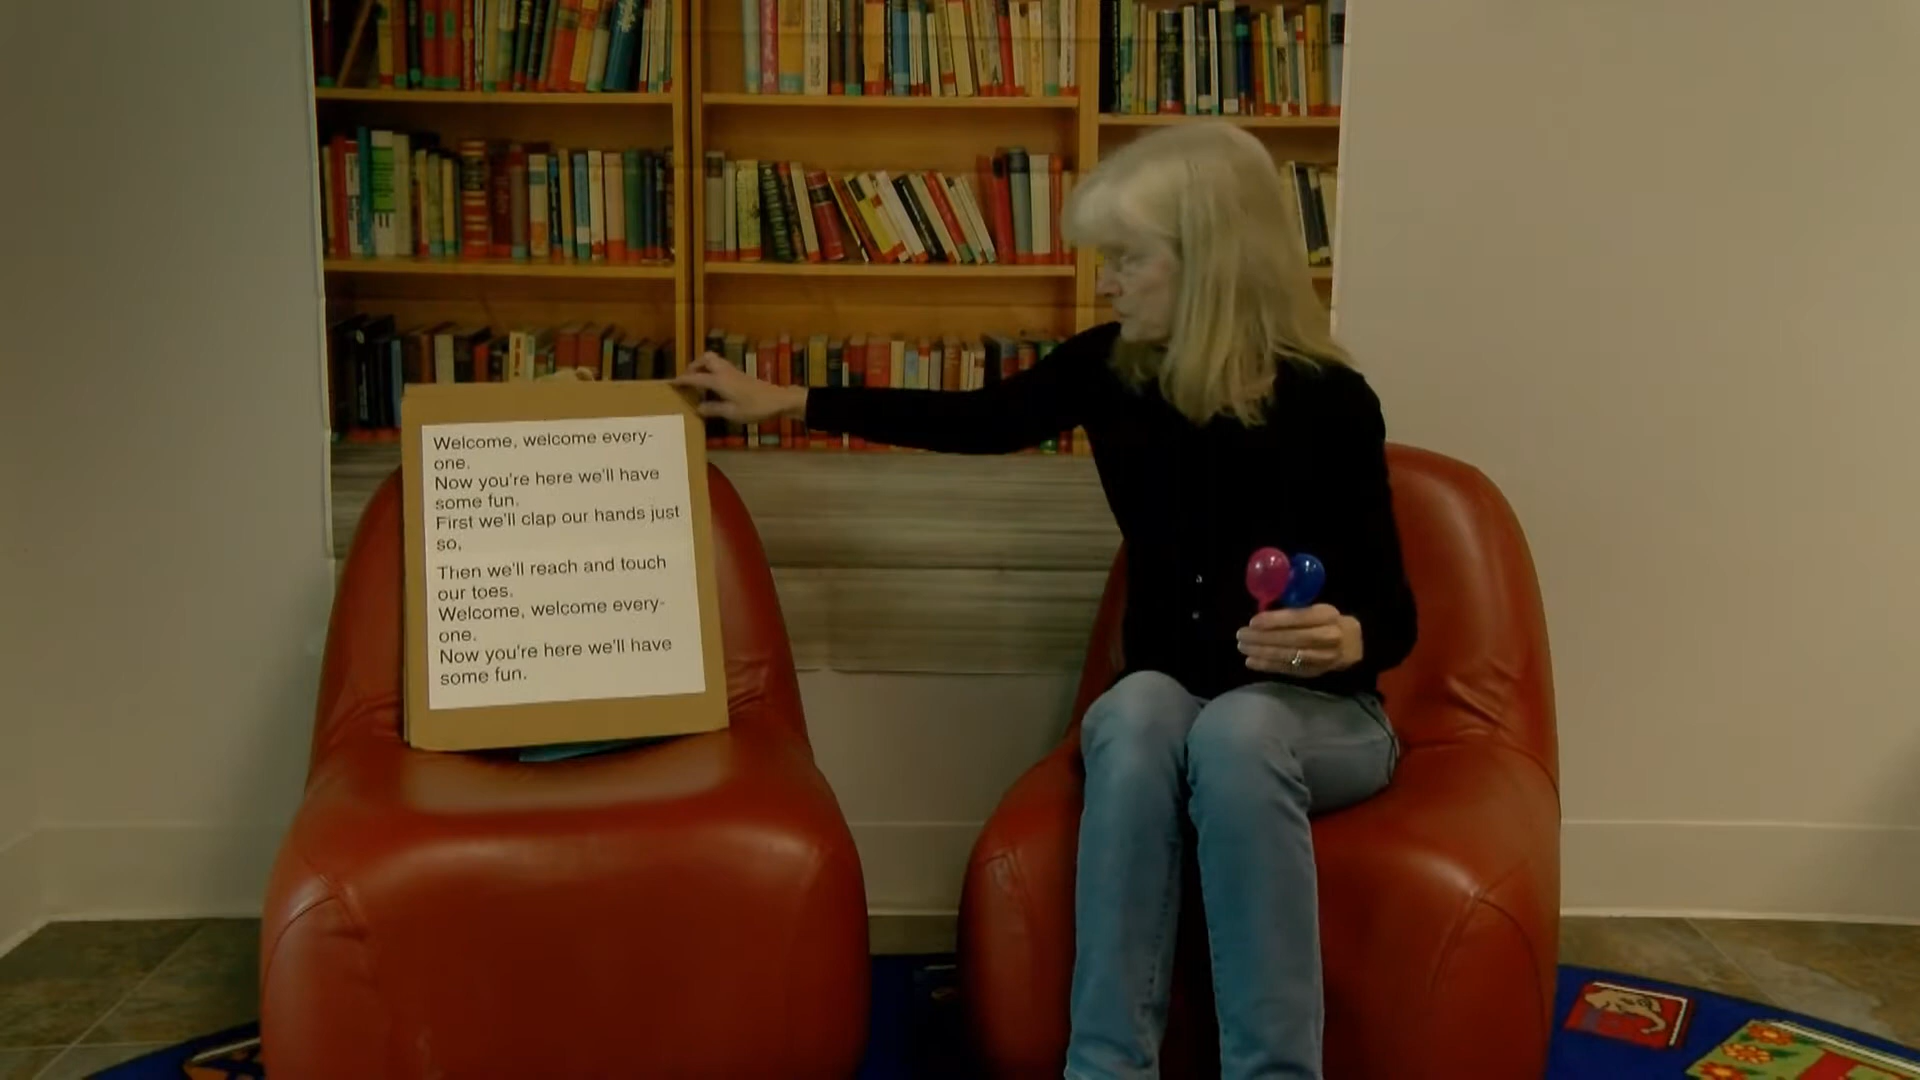 Welcome, welcome every-
one.
Now you're here we'll have
some fun.
First we'll clap our hands just
so,
Then we'll reach and touch
our toes.
Welcome, welcome every-
one.
Now you're here we'll have
some fun.